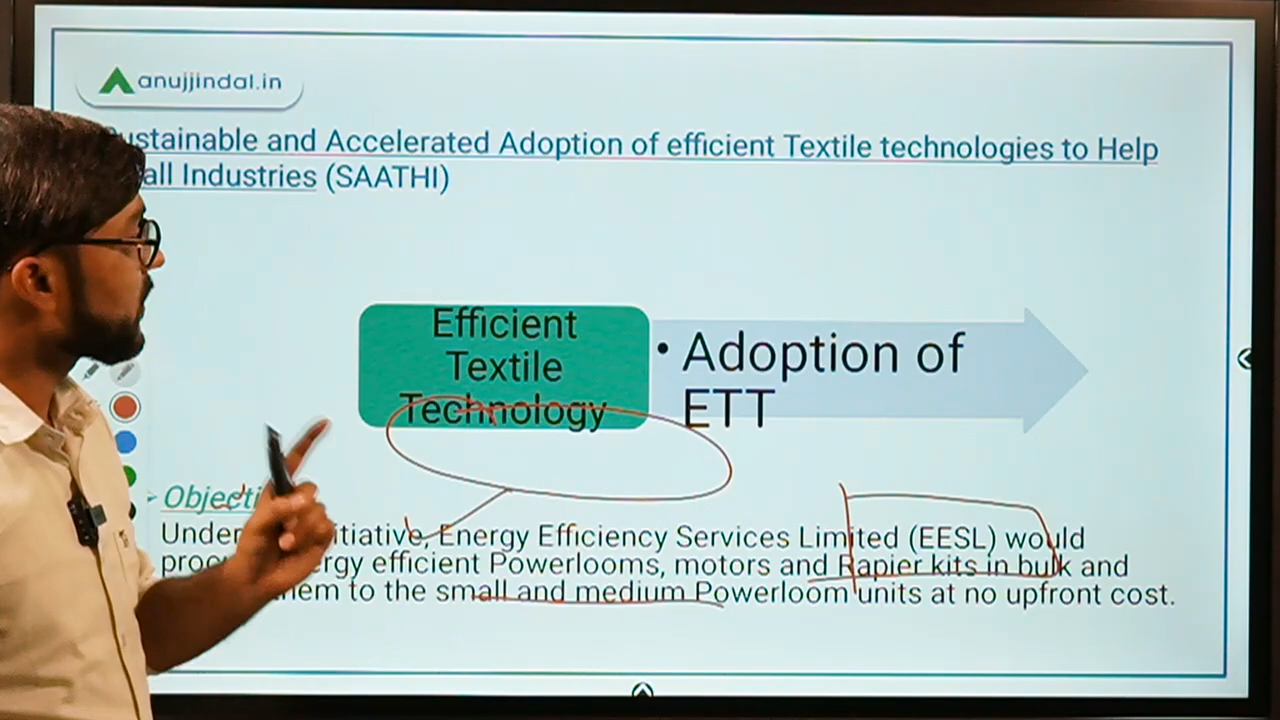 anujjindal.in
ustainable and Accelerated Adoption of efficient Textile technologies to Help
all Industries (SAATHI)
Efficient
Textile
Technology
• Adoption of
ETT
Objecti
Under itiative, Energy Efficiency Services Limited (EESL) would
proc rgy efficient Powerlooms, motors and Rapier kits in bulk and
hem to the small and medium Powerloom units at no upfront cost.